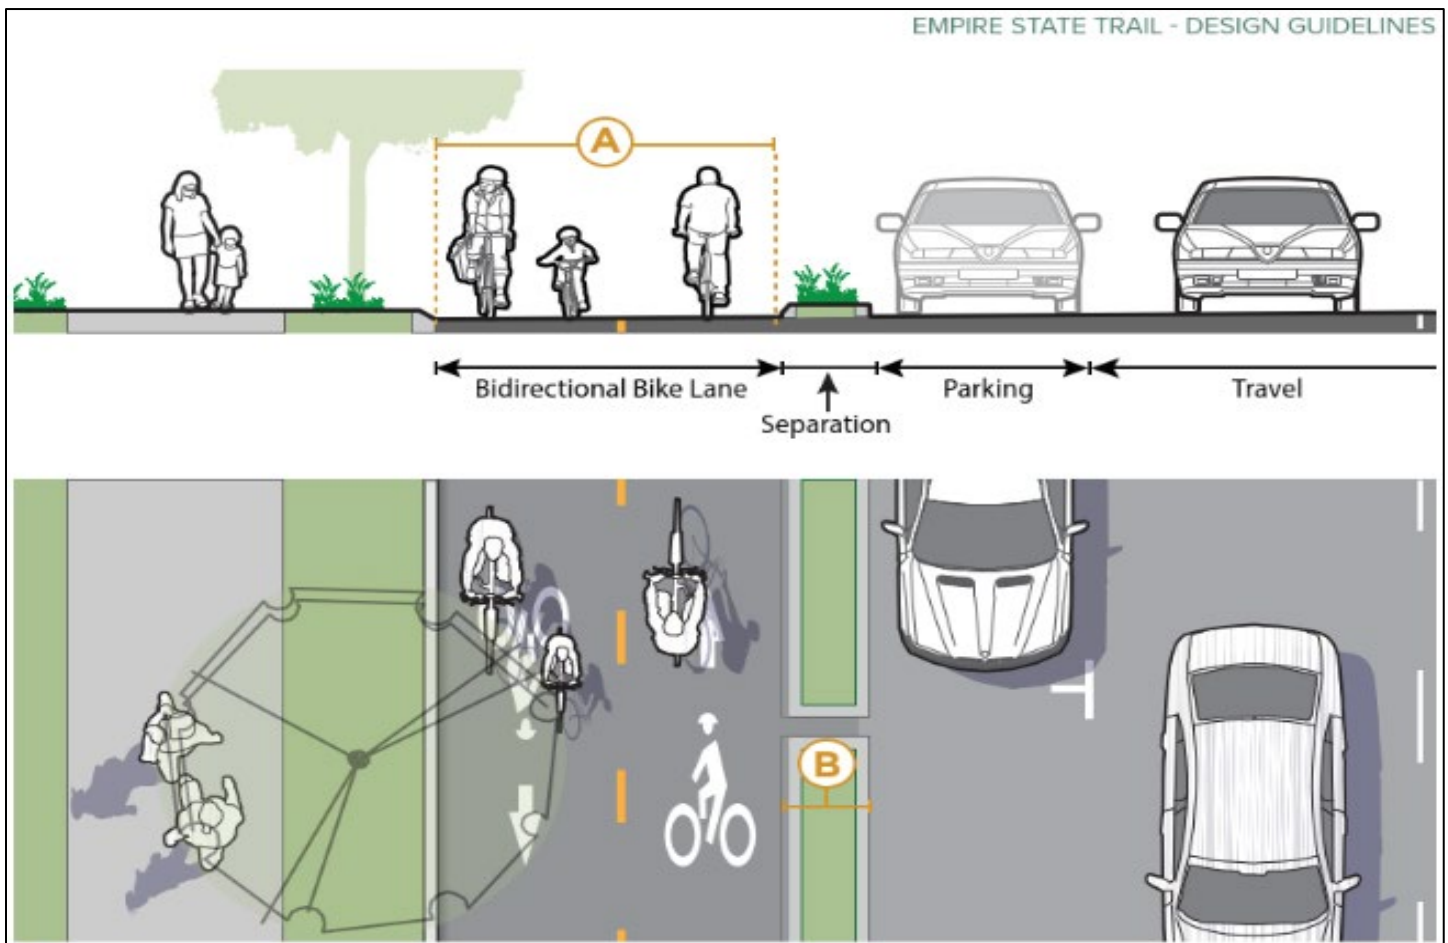 EMPIRE STATE TRAIL - DESIGN GUIDELINES
A
Bidirectional Bike Lane
Parking
Travel
Separation
B